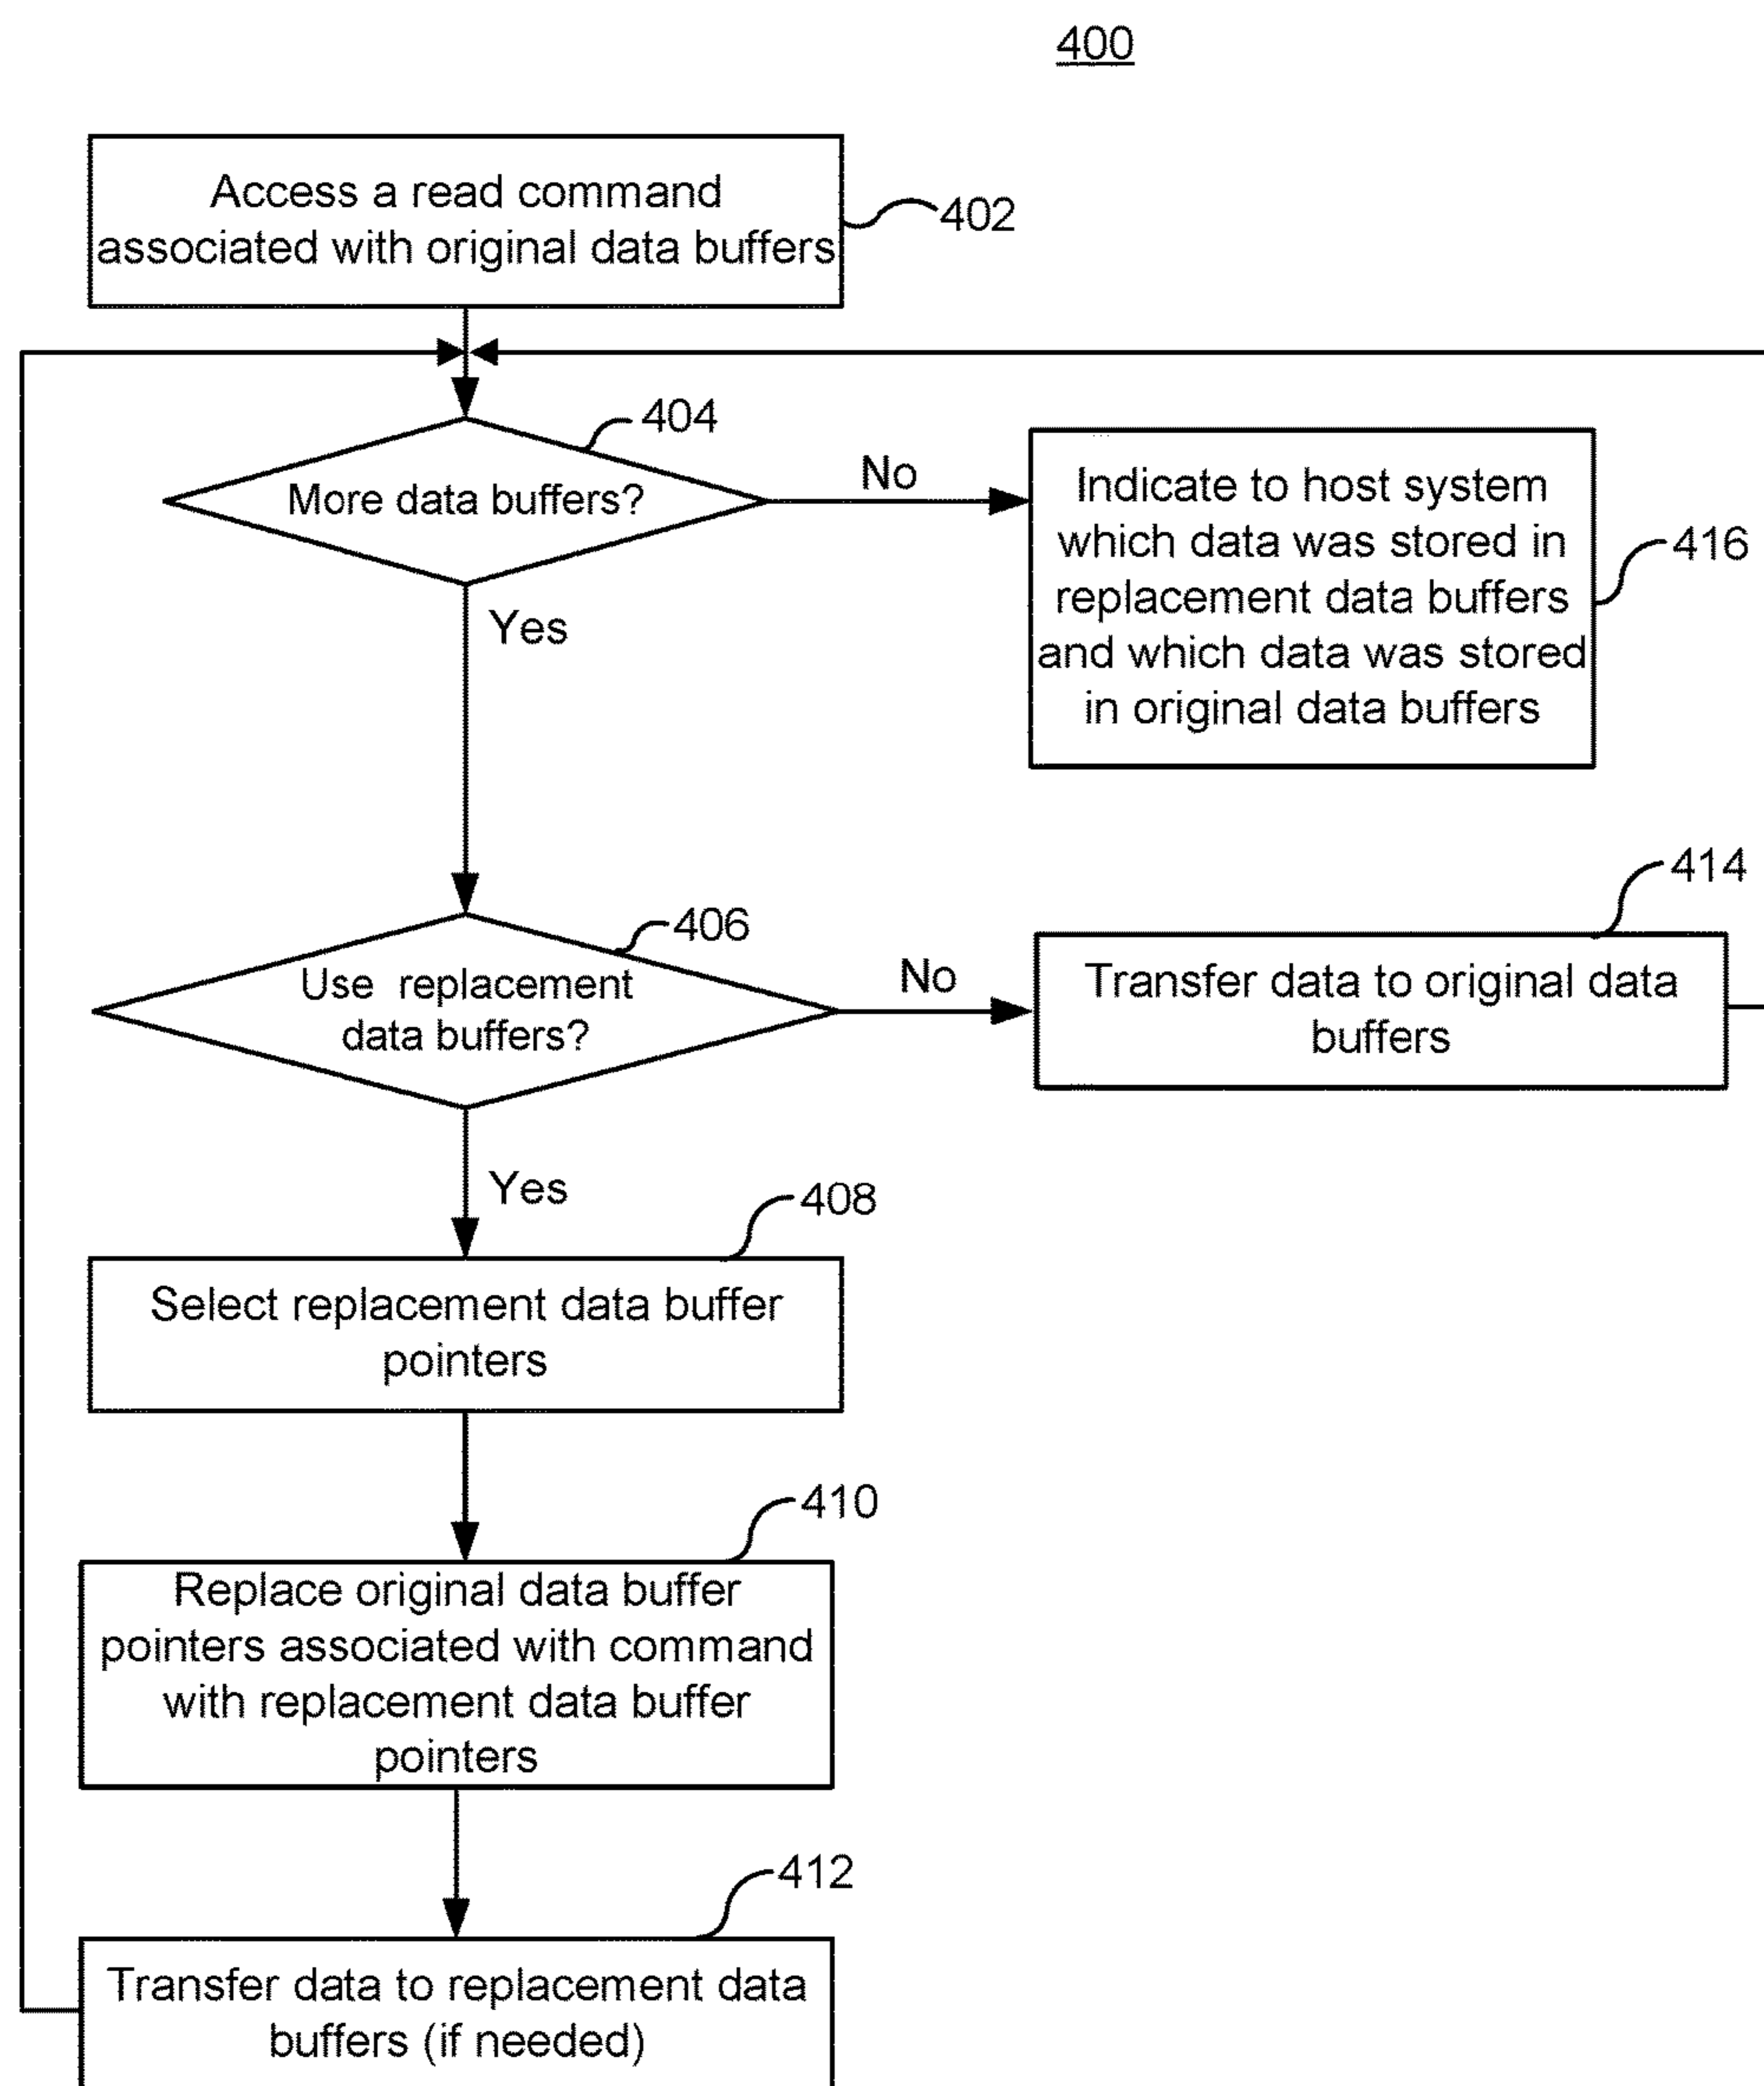 400
Access a read command
associated with original data buffers
402
404
More data buffers?
No
Indicate to host system
which data was stored in
replacement data buffers
and which data was stored
in original data buffers
416
Yes
406
Use replacement
data buffers?
No
414
Transfer data to original data
buffers
Yes
408
Select replacement data buffer
pointers
410
Replace original data buffer
pointers associated with command
with replacement data buffer
pointers
412
Transfer data to replacement data
buffers (if needed)